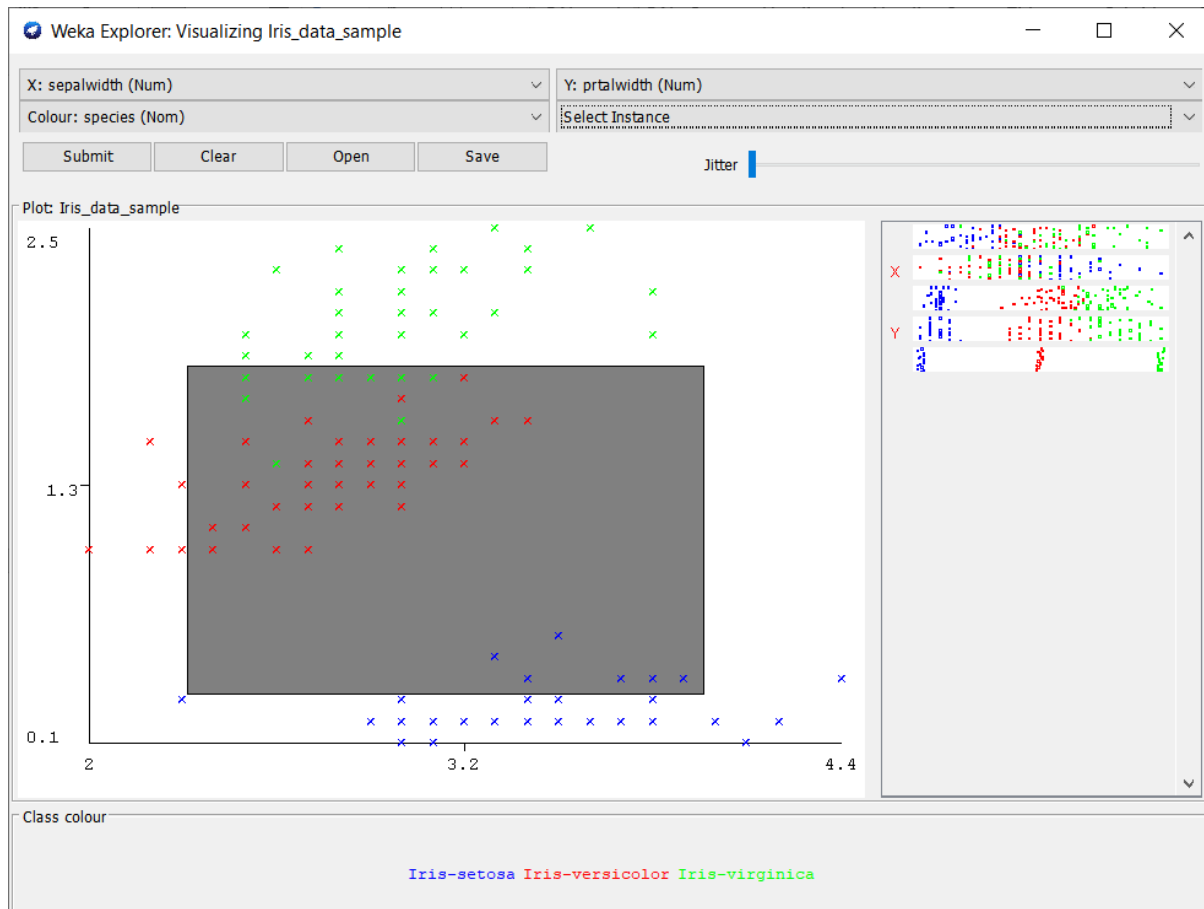 Weka Explorer: Visualizing Iris_data_sample
X: sepalwidth (Num)
Y: prtalwidth (Num)
Colour: species (Nom)
Select Instance
Submit
Clear
Open
Save
Jitter
Plot: Iris_data_sample
2.5
1.3
0.1
2
3.2
4.4
X
Y
Class colour
Iris-setosa Iris-versicolor Iris-virginica